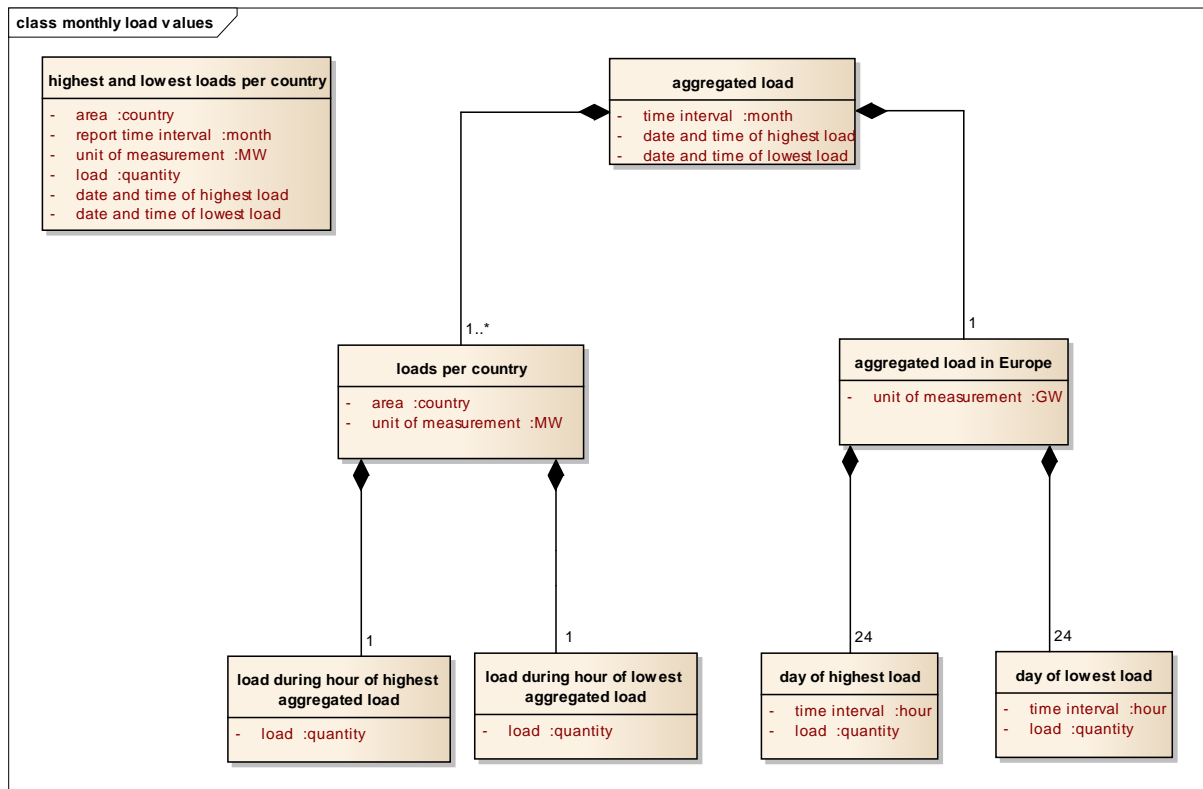 class monthly load values
highest and lowest loads per country
- area :country
- report time interval :month
- unit of measurement :MW
- load :quantity
- date and time of highest load
- date and time of lowest load
aggregated load
- time interval :month
- date and time of highest load
- date and time of lowest load
1..*
1
loads per country
- area :country
- unit of measurement :MW
aggregated load in Europe
- unit of measurement :GW
1
1
24
24
load during hour of highest
aggregated load
- load :quantity
load during hour of lowest
aggregated load
- load :quantity
day of highest load
- time interval :hour
- load :quantity
day of lowest load
- time interval :hour
- load :quantity